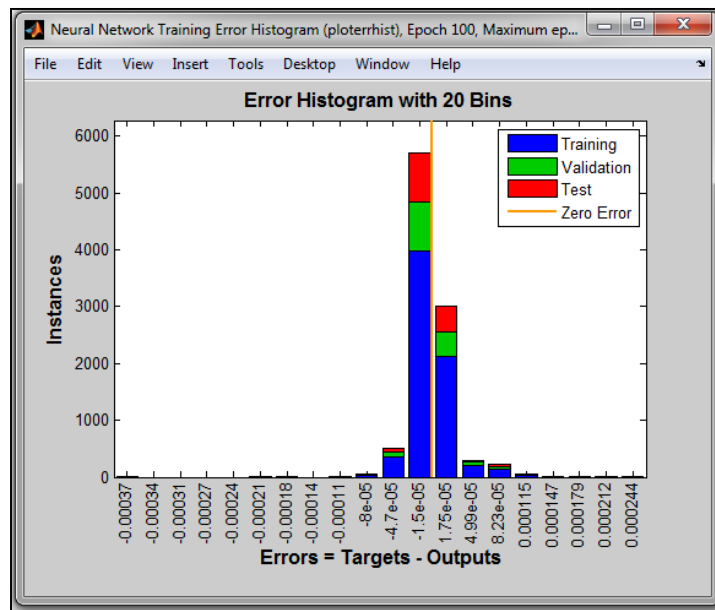 Neural Network Training Error Histogram (ploterrhist), Epoch 100, Maximum ep...
File Edit View Insert Tools Desktop Window Help
Error Histogram with 20 Bins
6000
5000
4000
3000
2000
1000
0
Instances
Training
Validation
Test
Zero Error
-0.00037
-0.00034
-0.00031
-0.00027
-0.00024
-0.00021
-0.00018
-0.00014
-0.00011
-8e-05
-4.7e-05
-1.5e-05
1.75e-05
4.99e-05
8.23e-05
0.000115
0.000147
0.000179
0.000212
0.000244
Errors = Targets - Outputs